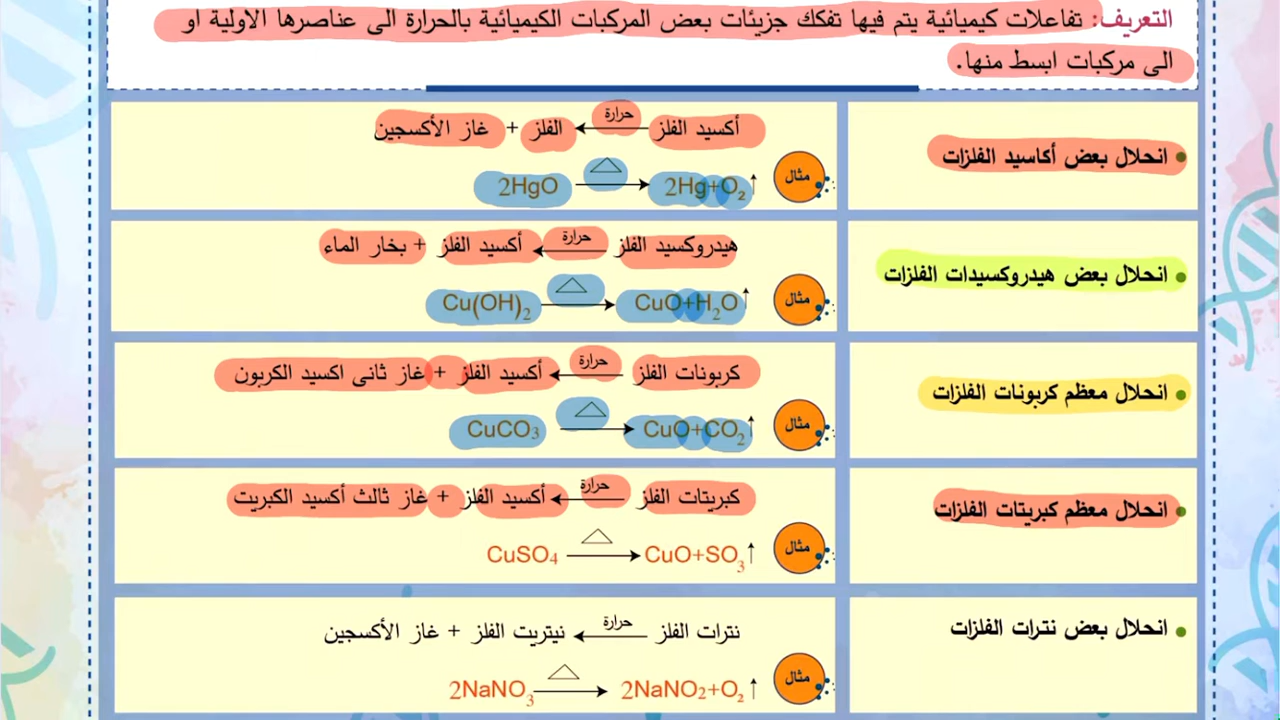 التعريف: تفاعلات كيميائية يتم فيها تفكك جزيئات بعض المركبات الكيميائية بالحرارة الى عناصرها الاولية او
الى مركبات ابسط منها.
انحلال بعض أكاسيد الفلزات
أكسيد الفلز ← حرارة الفلز + غاز الأكسجين
مثال
2HgO △→ 2Hg+O₂↑
انحلال بعض هيدروكسيدات الفلزات
هيدروكسيد الفلز ← حرارة أكسيد الفلز + بخار الماء
مثال
Cu(OH)₂ △→ CuO+H₂O↑
انحلال معظم كربونات الفلزات
كربونات الفلز ← حرارة أكسيد الفلز + غاز ثانى اكسيد الكربون
مثال
CuCO₃ △→ CuO+CO₂↑
انحلال معظم كبريتات الفلزات
كبريتات الفلز ← حرارة أكسيد الفلز + غاز ثالث أكسيد الكبريت
مثال
CuSO₄ △→ CuO+SO₃↑
انحلال بعض نترات الفلزات
نترات الفلز ← حرارة نيتريت الفلز + غاز الأكسجين
مثال
2NaNO₃ △→ 2NaNO₂+O₂↑